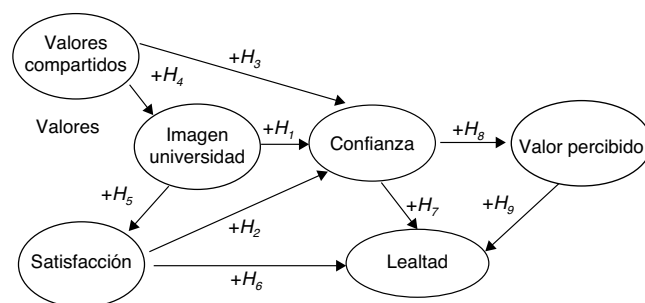 Valores
compartidos
+H3
+H4
Valores
Imagen
universidad
+H1
Confianza
+H8
Valor percibido
+H5
+H2
+H7
+H9
Satisfacción
+H6
Lealtad